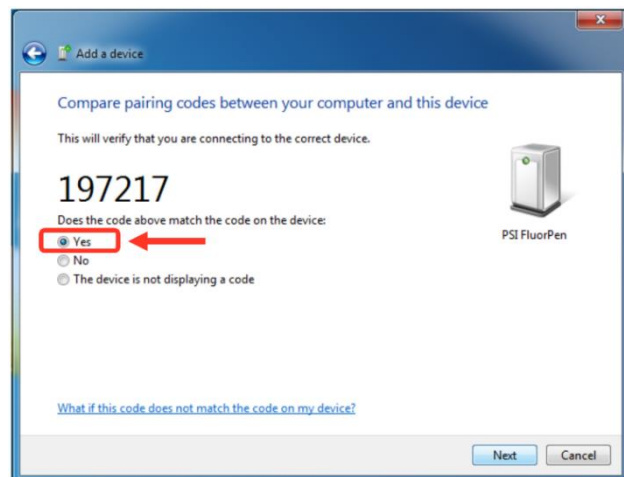 Add a device
Compare pairing codes between your computer and this device
This will verify that you are connecting to the correct device.
197217
Does the code above match the code on the device:
Yes
No
The device is not displaying a code
PSI FluorPen
What if this code does not match the code on my device?
Next
Cancel